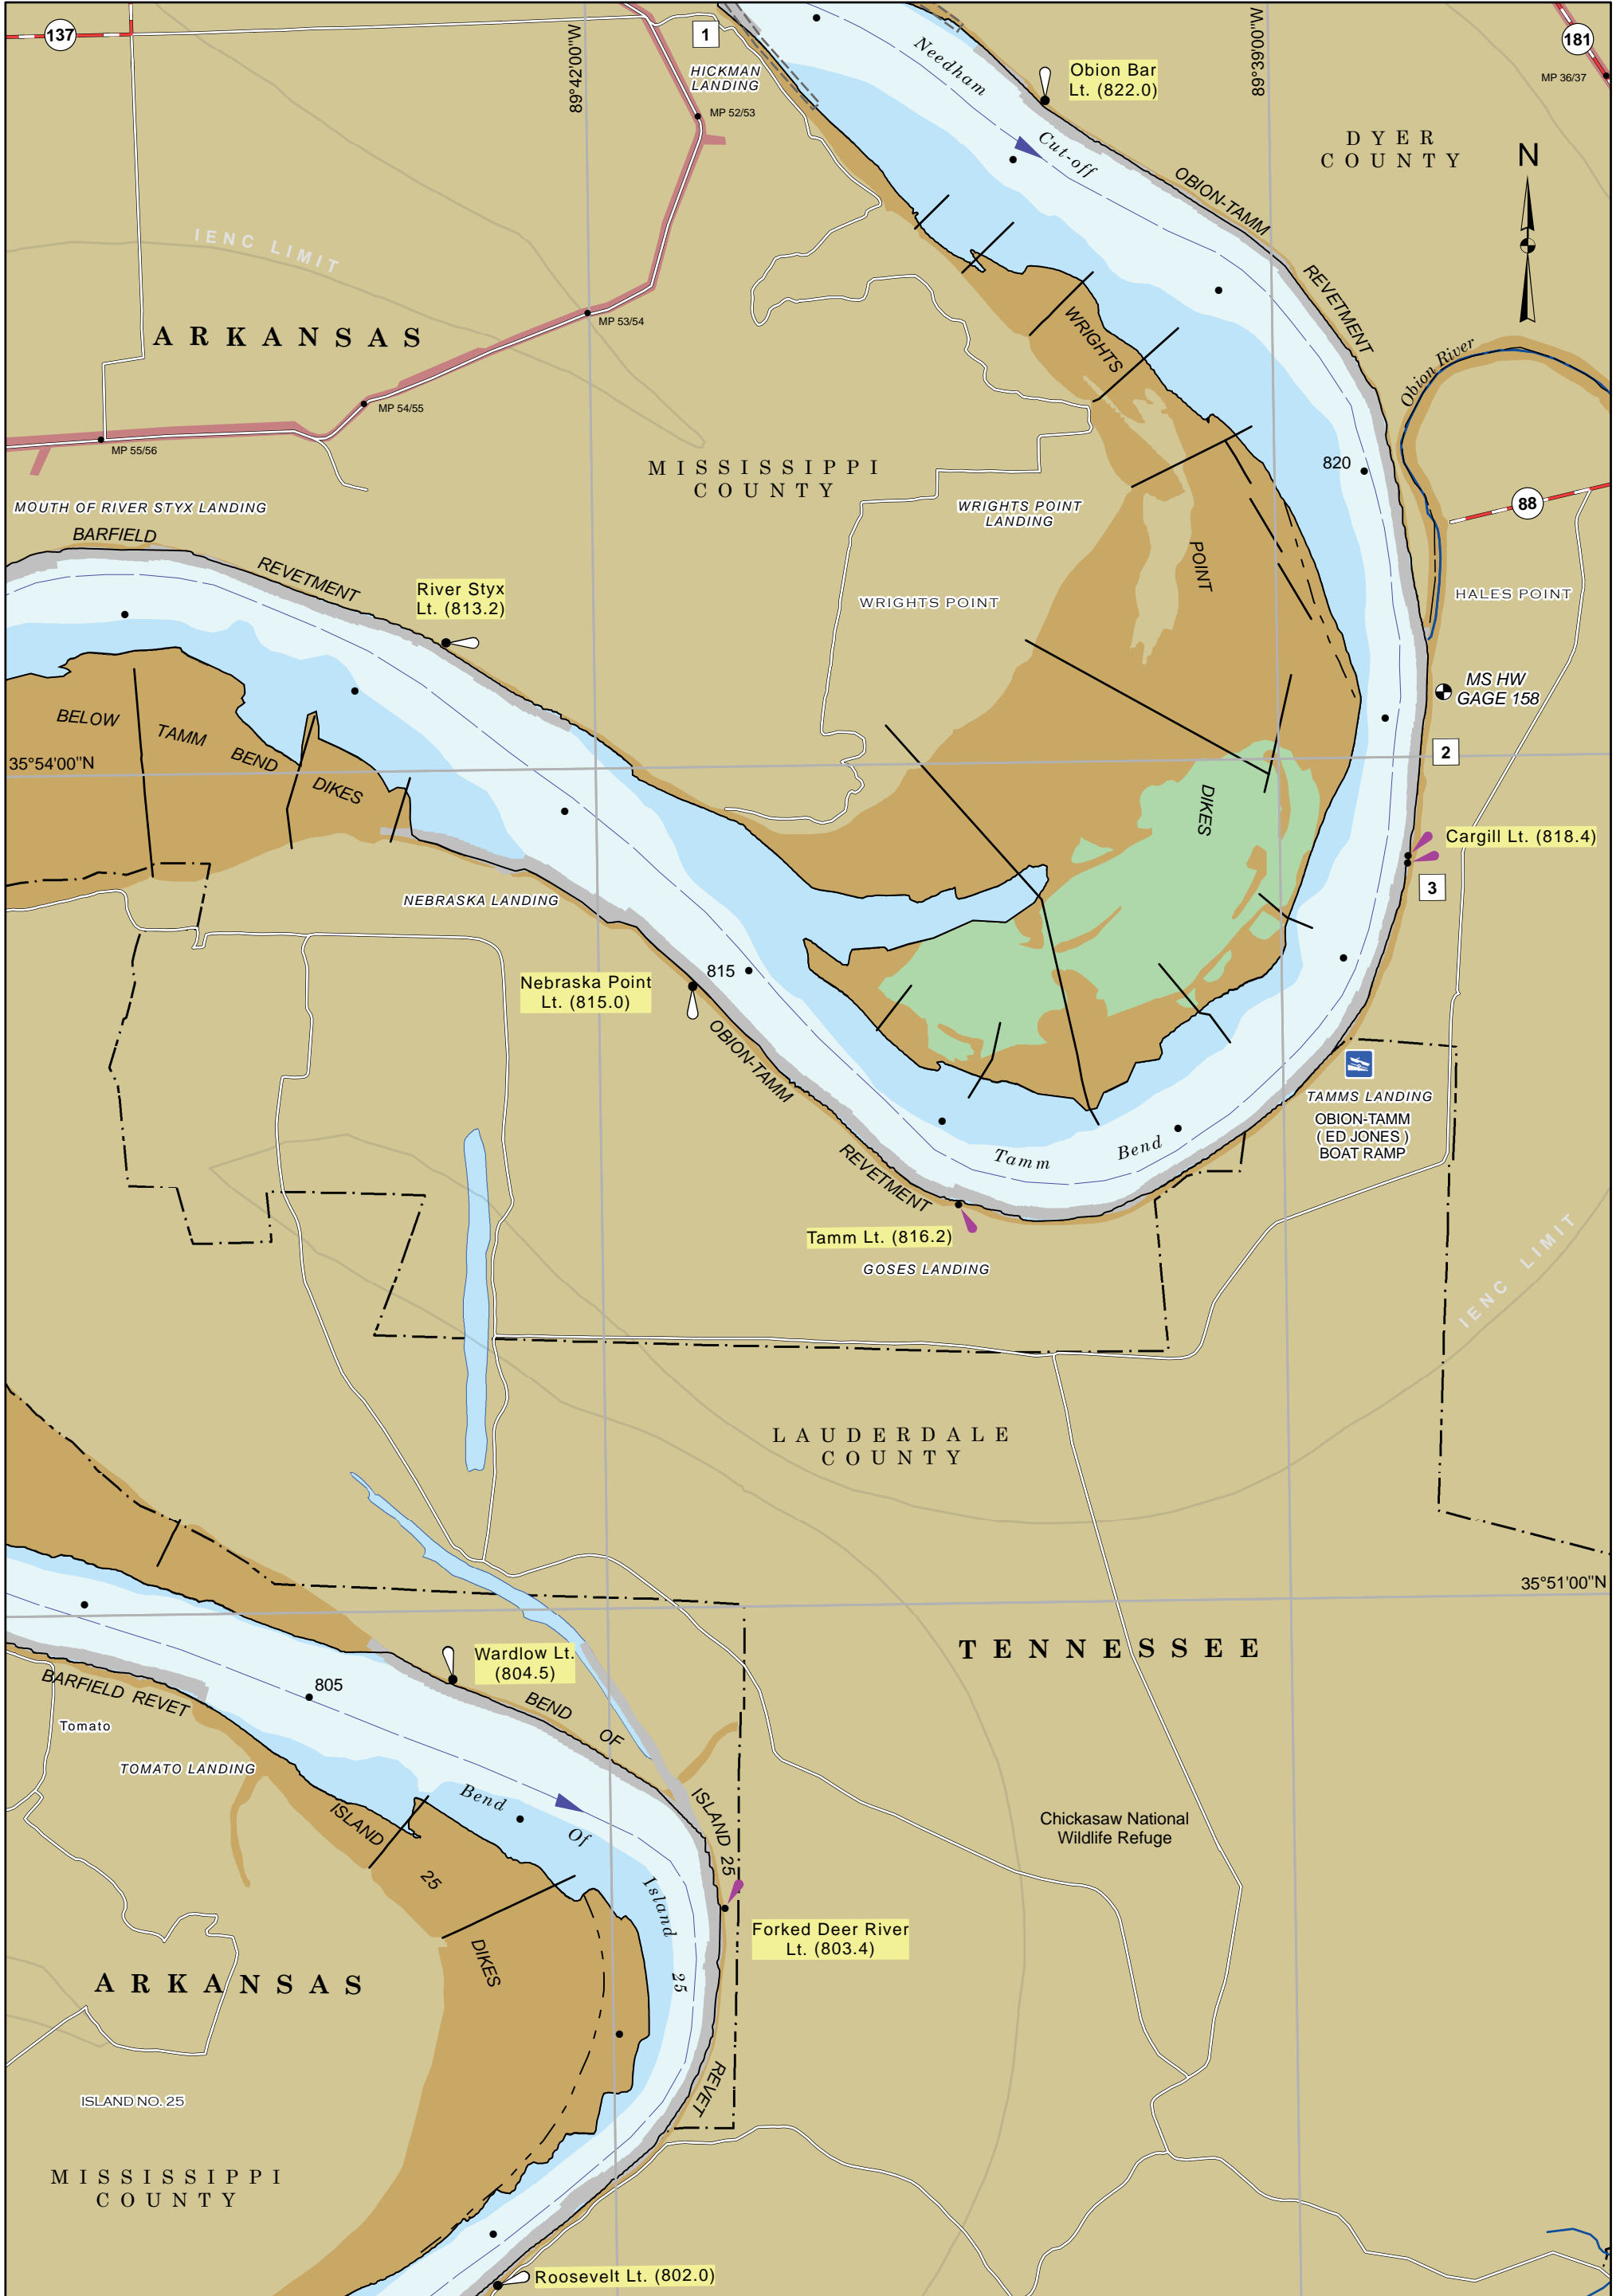 137
1
HICKMAN
LANDING
89°42'00"W
Needham
Cut-off
Obion Bar
Lt. (822.0)
89°39'00"W
181
MP 36/37
MP 52/53
DYER
COUNTY
N
OBION-TAMM
REVETMENT
IENC LIMIT
ARKANSAS
MP 53/54
WRIGHTS
Obion River
MP 54/55
MP 55/56
MISSISSIPPI
COUNTY
820
88
MOUTH OF RIVER STYX LANDING
WRIGHTS POINT
LANDING
BARFIELD
REVETMENT
River Styx
Lt. (813.2)
WRIGHTS POINT
POINT
HALES POINT
MS HW
GAGE 158
BELOW
TAMM
BEND
DIKES
35°54'00"N
2
DIKES
Cargill Lt. (818.4)
3
NEBRASKA LANDING
Nebraska Point
Lt. (815.0)
815
OBION-TAMM
REVETMENT
TAMMS LANDING
OBION-TAMM
( ED JONES )
BOAT RAMP
Tamm
Bend
Tamm Lt. (816.2)
GOSES LANDING
IENC LIMIT
LAUDERDALE
COUNTY
35°51'00"N
TENNESSEE
Wardlow Lt.
(804.5)
805
BARFIELD REVET
Tomato
TOMATO LANDING
BEND
OF
ISLAND 25
REVET
Bend
Of
Island
25
ISLAND
25
DIKES
Chickasaw National
Wildlife Refuge
Forked Deer River
Lt. (803.4)
ARKANSAS
ISLAND NO. 25
MISSISSIPPI
COUNTY
Roosevelt Lt. (802.0)